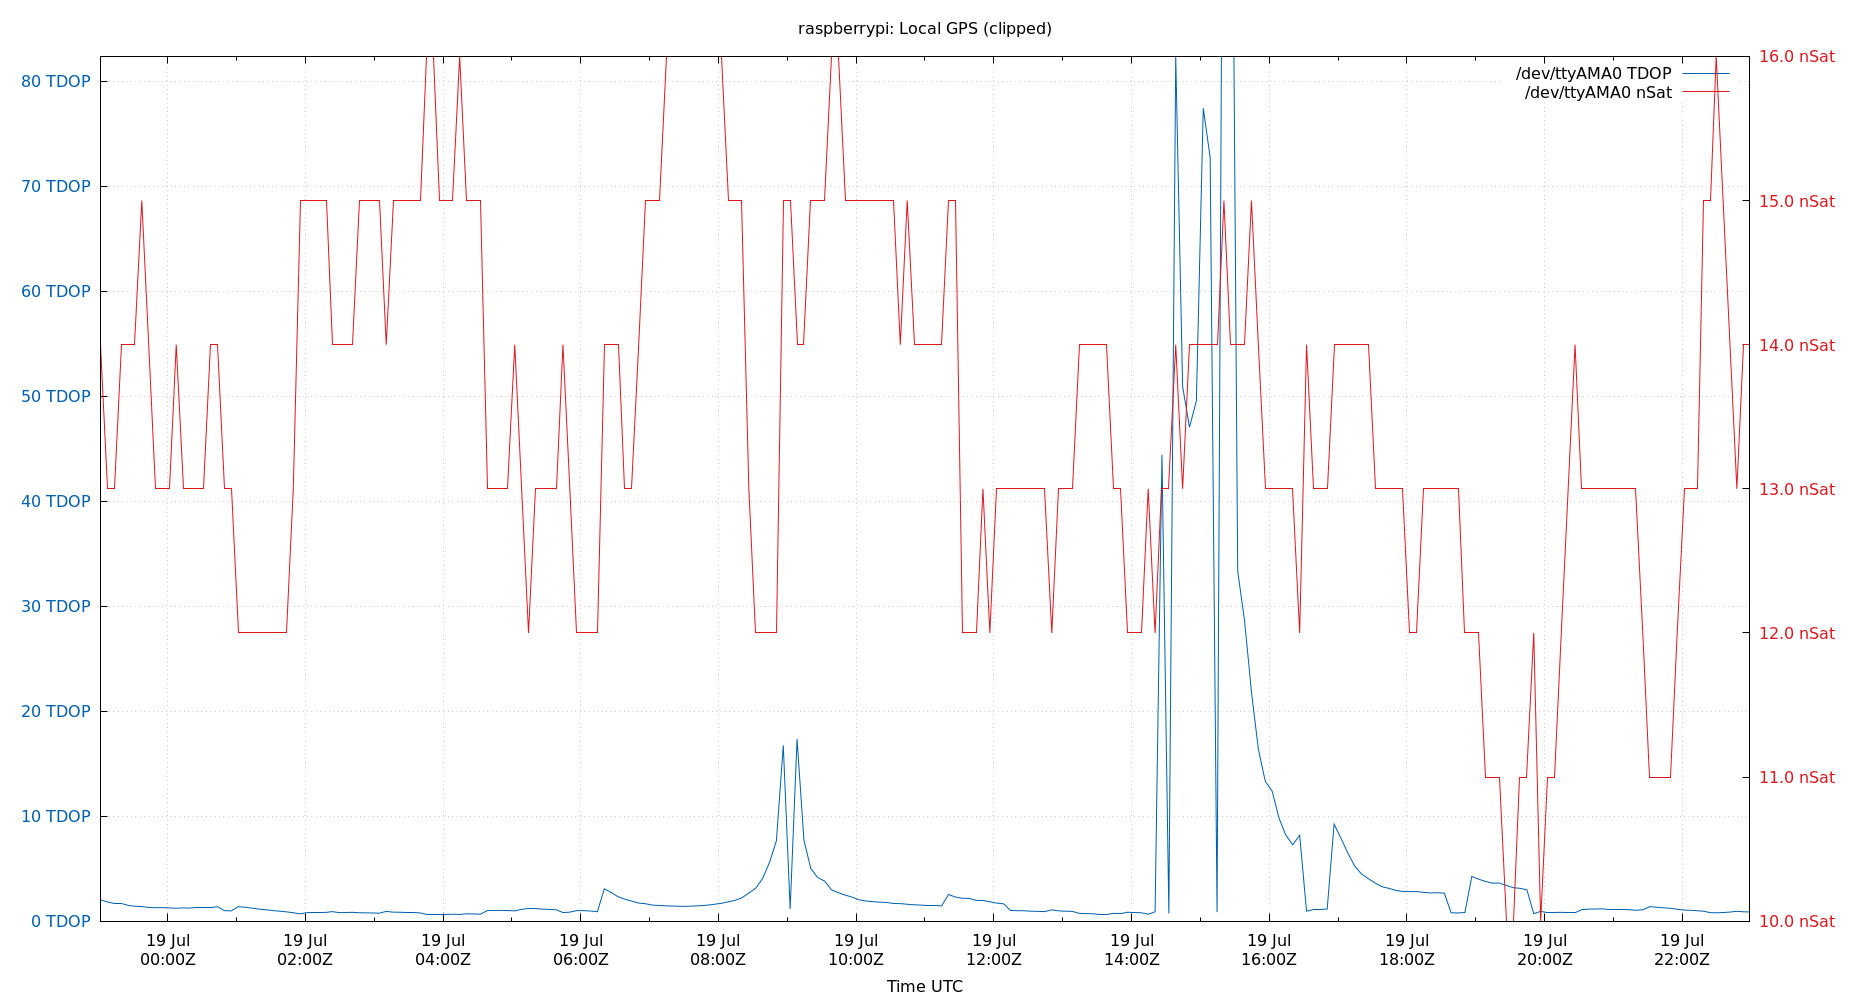 raspberrypi: Local GPS (clipped)
/dev/ttyAMA0 TDOP
/dev/ttyAMA0 nSat
80 TDOP
70 TDOP
60 TDOP
50 TDOP
40 TDOP
30 TDOP
20 TDOP
10 TDOP
0 TDOP
16.0 nSat
15.0 nSat
14.0 nSat
13.0 nSat
12.0 nSat
11.0 nSat
10.0 nSat
19 Jul 19 Jul 19 Jul 19 Jul 19 Jul 19 Jul 19 Jul 19 Jul 19 Jul 19 Jul 19 Jul 19 Jul
00:00Z 02:00Z 04:00Z 06:00Z 08:00Z 10:00Z 12:00Z 14:00Z 16:00Z 18:00Z 20:00Z 22:00Z
Time UTC